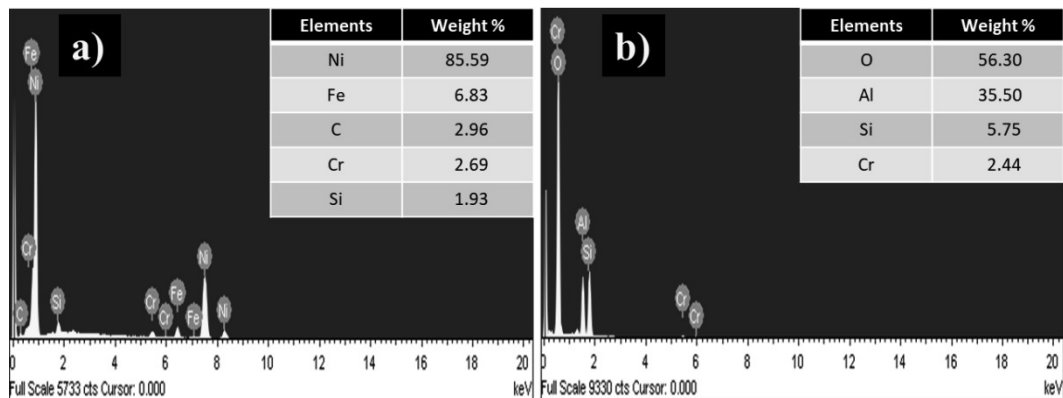 a)
Elements Weight %
Ni 85.59
Fe 6.83
C 2.96
Cr 2.69
Si 1.93
Fe
Ni
Cr
C
Si
Cr
Cr
Fe
Fe
Ni
Ni
0 2 4 6 8 10 12 14 16 18 20
Full Scale 5733 cts Cursor: 0.000 keV
b)
Elements Weight %
O 56.30
Al 35.50
Si 5.75
Cr 2.44
Cr
O
Al
Si
Cr
Cr
0 2 4 6 8 10 12 14 16 18 20
Full Scale 9330 cts Cursor: 0.000 keV